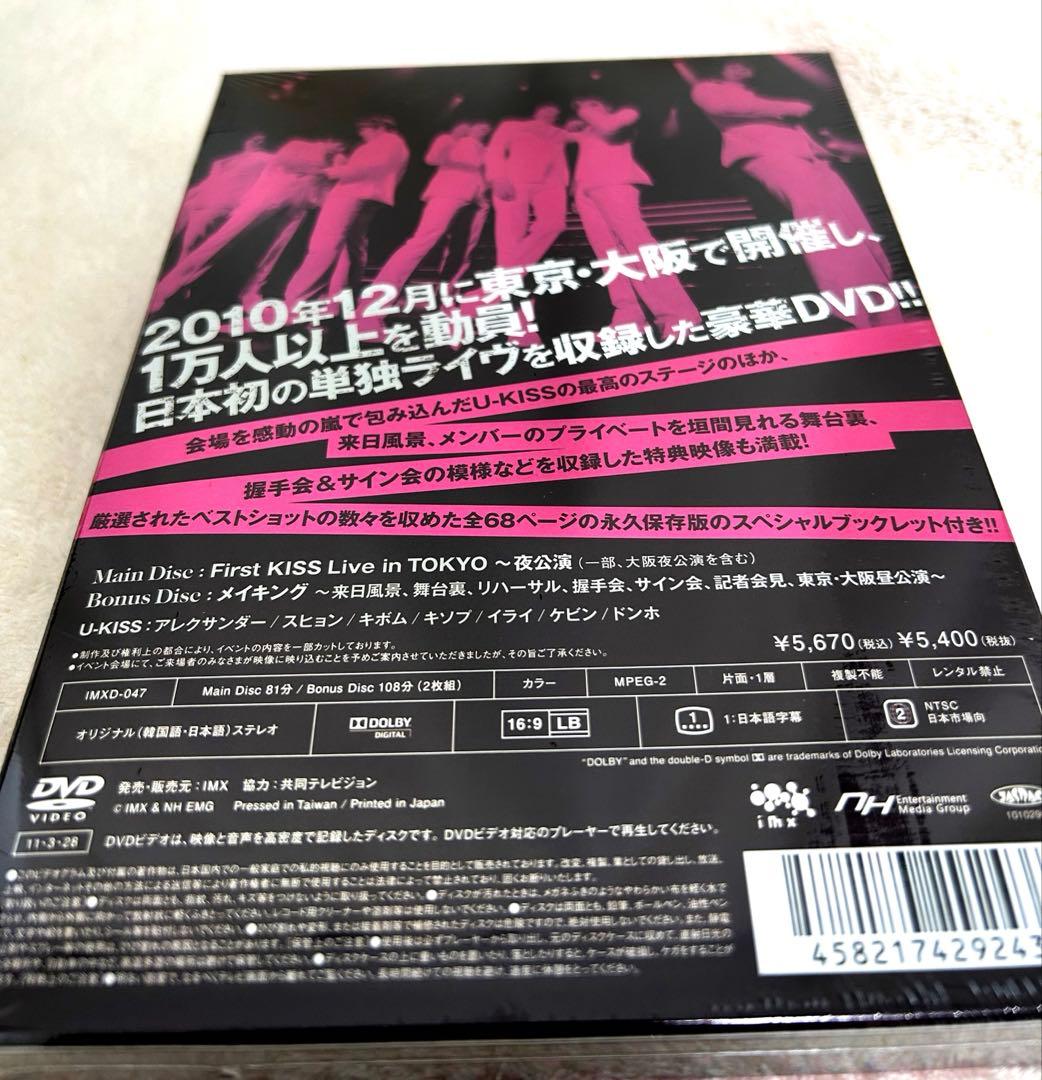 2010年12月に東京・大阪で開催し、
1万人以上を動員!
日本初の単独ライヴを収録した豪華DVD!!
会場を感動の嵐で包み込んだU-KISSの最高のステージのほか、
来日風景、メンバーのプライベートを垣間見れる舞台裏、
握手会&サイン会の模様などを収録した特典映像も満載!
厳選されたベストショットの数々を収めた全68ページの永久保存版のスペシャルブックレット付き!!
Main Disc : First KISS Live in TOKYO ~夜公演 (一部、大阪夜公演を含む)
Bonus Disc : メイキング ~来日風景、舞台裏、リハーサル、握手会、サイン会、記者会見、東京・大阪昼公演~
U-KISS : アレクサンダー / スヒョン / キボム / キソプ / イライ / ケビン / ドンホ
●制作及び権利上の都合により、イベントの内容を一部カットしております。
●イベント会場にて、ご来場者のみなさまが映像に映り込むことを予めご案内させていただきましたが、その旨ご了承ください。
¥5,670(税込) ¥5,400(税抜)
IMXD-047 Main Disc 81分 / Bonus Disc 108分 (2枚組) カラー MPEG-2 片面・1層 複製不能 レンタル禁止
オリジナル(韓国語・日本語)ステレオ DOLBY DIGITAL 16:9 LB 1 1:日本語字幕 2 NTSC 日本市場向
"DOLBY" and the double-D symbol are trademarks of Dolby Laboratories Licensing Corporatio
DVD VIDEO 発売・販売元 : IMX 協力 : 共同テレビジョン
© IMX & NH EMG Pressed in Taiwan / Printed in Japan
imx NH Entertainment Media Group JASRAC
101029
11・3・28 DVDビデオは、映像と音声を高密度で記録したディスクです。DVDビデオ対応のプレーヤーで再生してください。
458217429243